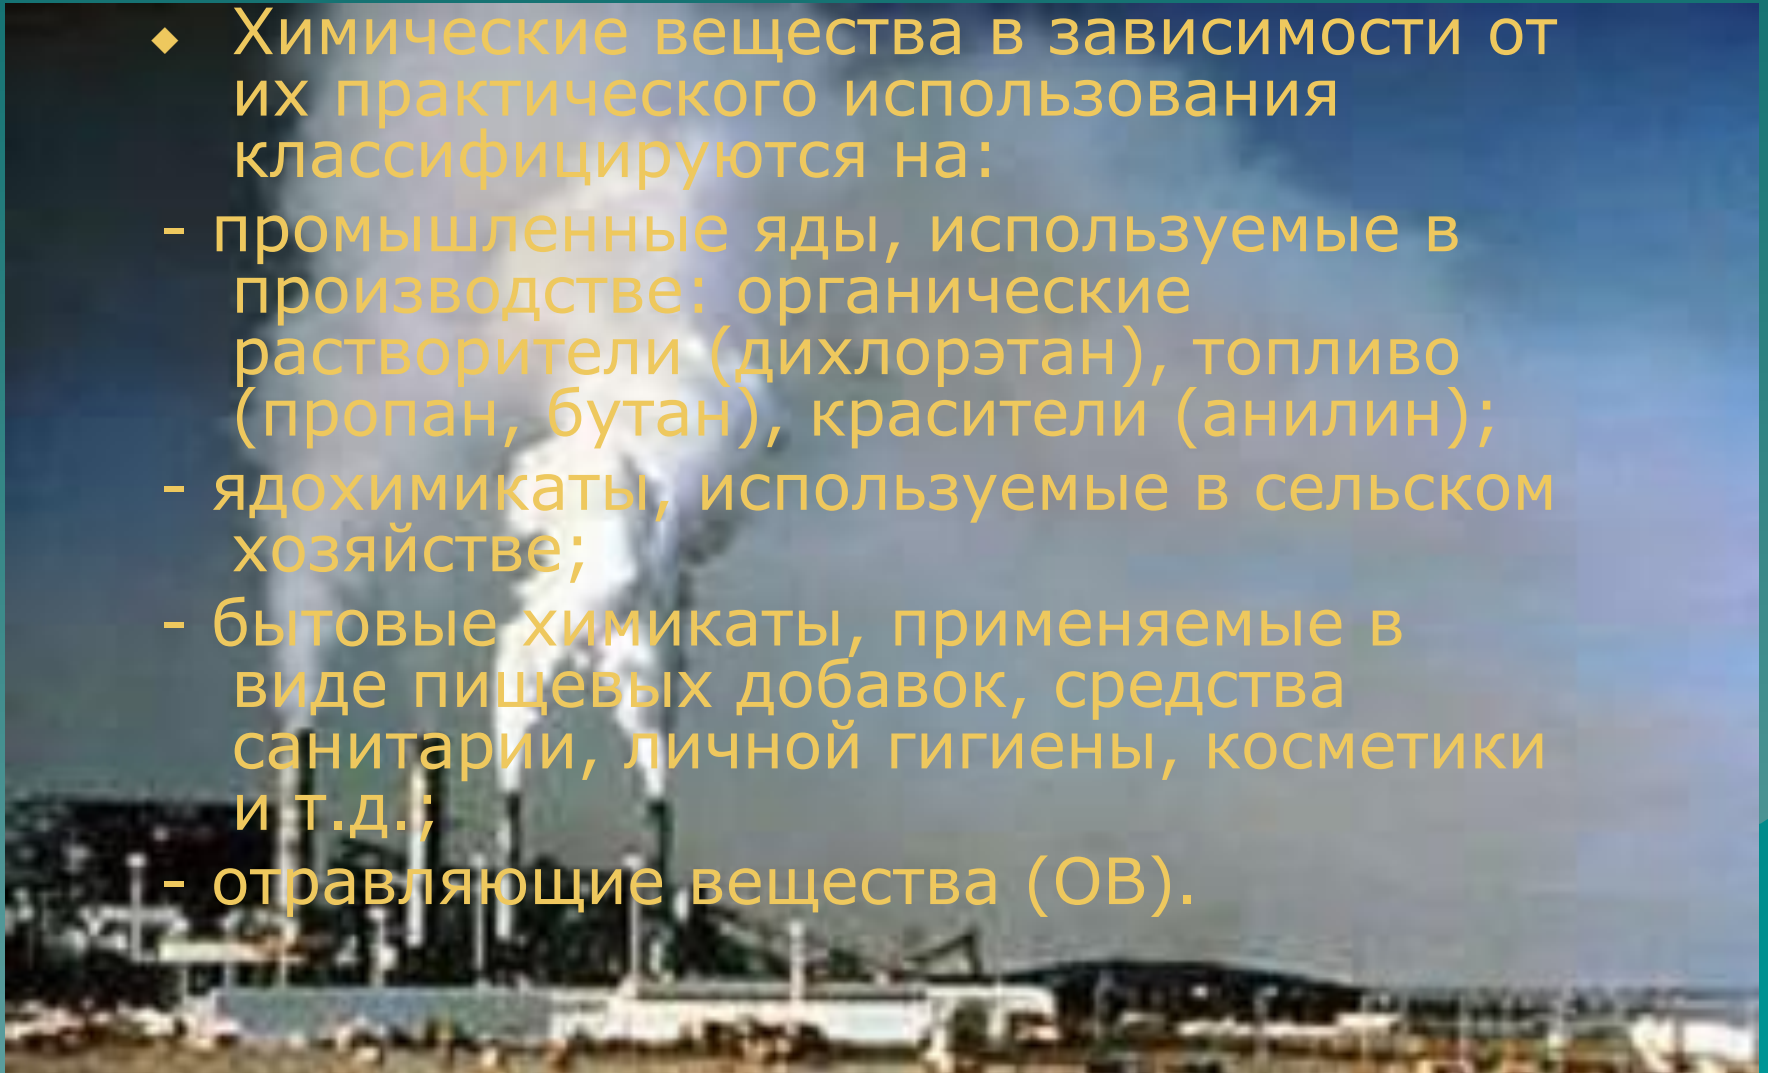 Химические вещества в зависимости от
их практического использования
классифицируются на:
- промышленные яды, используемые в
производстве: органические
растворители (дихлорэтан), топливо
(пропан, бутан), красители (анилин);
- ядохимикаты, используемые в сельском
хозяйстве;
- бытовые химикаты, применяемые в
виде пищевых добавок, средства
санитарии, личной гигиены, косметики
и т.д.;
- отравляющие вещества (ОВ).